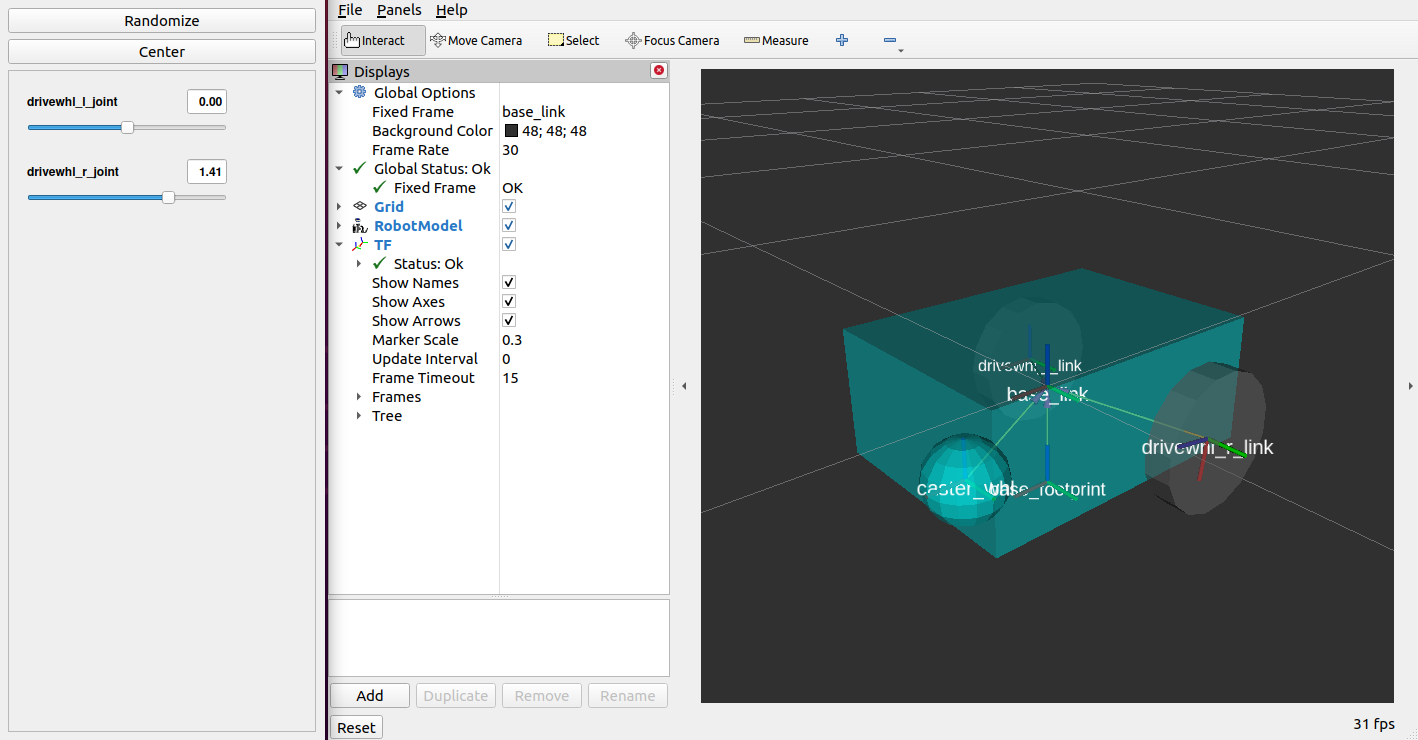 Randomize
Center
drivewhl_l_joint 0.00
drivewhl_r_joint 1.41
File Panels Help
Interact Move Camera Select Focus Camera Measure
Displays
Global Options
Fixed Frame base_link
Background Color 48; 48; 48
Frame Rate 30
Global Status: Ok
Fixed Frame OK
Grid
RobotModel
TF
Status: Ok
Show Names
Show Axes
Show Arrows
Marker Scale 0.3
Update Interval 0
Frame Timeout 15
Frames
Tree
Add Duplicate Remove Rename
Reset
drivewhl_l_link
base_link
drivewhl_r_link
caster_whl base_footprint
31 fps